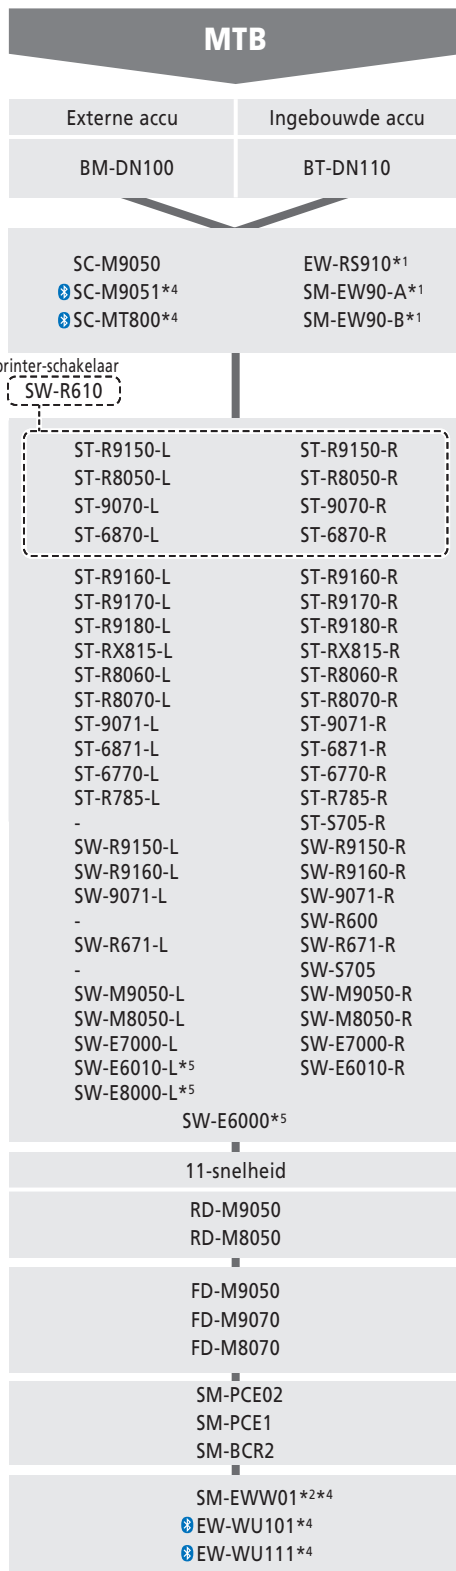 MTB
Externe accu Ingebouwde accu
BM-DN100 BT-DN110
SC-M9050 EW-RS910*1
SC-M9051*4 SM-EW90-A*1
SC-MT800*4 SM-EW90-B*1
printer-schakelaar
SW-R610
ST-R9150-L ST-R9150-R
ST-R8050-L ST-R8050-R
ST-9070-L ST-9070-R
ST-6870-L ST-6870-R
ST-R9160-L ST-R9160-R
ST-R9170-L ST-R9170-R
ST-R9180-L ST-R9180-R
ST-RX815-L ST-RX815-R
ST-R8060-L ST-R8060-R
ST-R8070-L ST-R8070-R
ST-9071-L ST-9071-R
ST-6871-L ST-6871-R
ST-6770-L ST-6770-R
ST-R785-L ST-R785-R
- ST-S705-R
SW-R9150-L SW-R9150-R
SW-R9160-L SW-R9160-R
SW-9071-L SW-9071-R
- SW-R600
SW-R671-L SW-R671-R
- SW-S705
SW-M9050-L SW-M9050-R
SW-M8050-L SW-M8050-R
SW-E7000-L SW-E7000-R
SW-E6010-L*5 SW-E6010-R
SW-E8000-L*5
SW-E6000*5
11-snelheid
RD-M9050
RD-M8050
FD-M9050
FD-M9070
FD-M8070
SM-PCE02
SM-PCE1
SM-BCR2
SM-EWW01*2*4
EW-WU101*4
EW-WU111*4